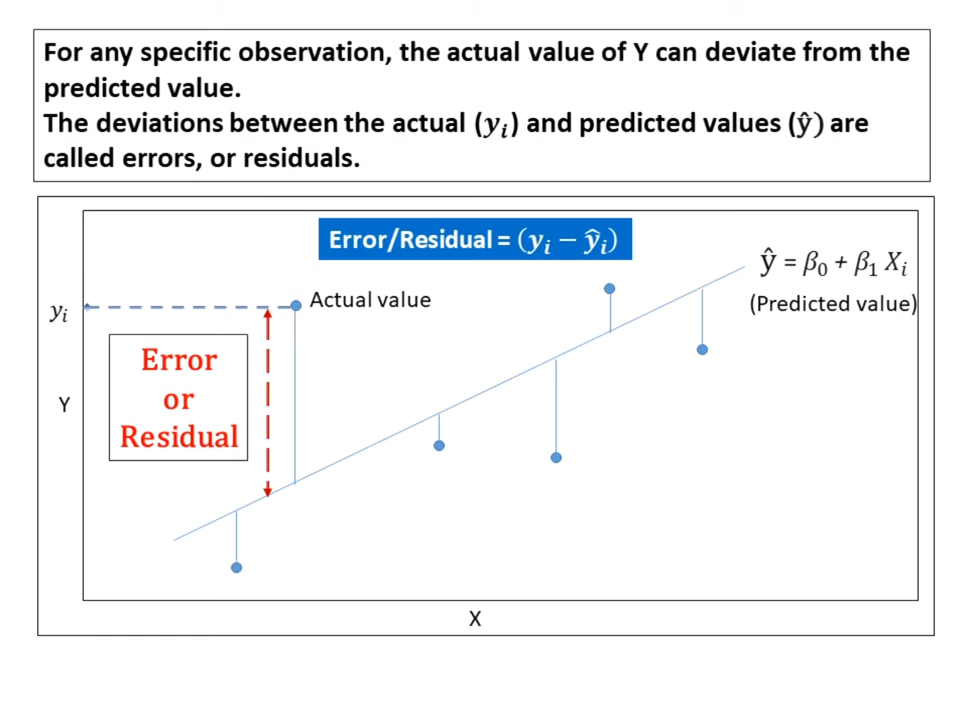 For any specific observation, the actual value of Y can deviate from the
predicted value.
The deviations between the actual (yᵢ) and predicted values (ŷ) are
called errors, or residuals.
Error/Residual = (yᵢ − ŷᵢ)
ŷ = β₀ + β₁ Xᵢ
(Predicted value)
yᵢ
Actual value
Error
or
Residual
Y
X